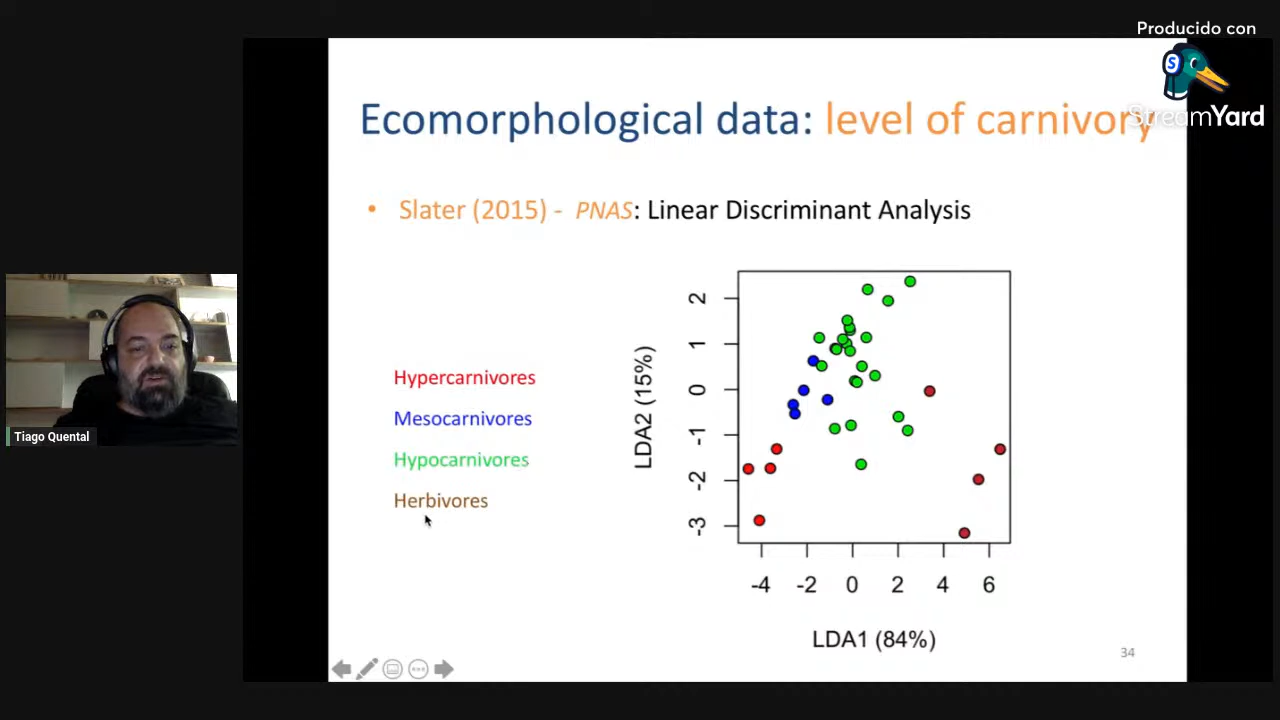 Producido con
StreamYard
Ecomorphological data: level of carnivory
• Slater (2015) - PNAS: Linear Discriminant Analysis
Hypercarnivores
Mesocarnivores
Hypocarnivores
Herbivores
LDA2 (15%)
2
1
0
-1
-2
-3
-4 -2 0 2 4 6
LDA1 (84%)
34
Tiago Quental
S